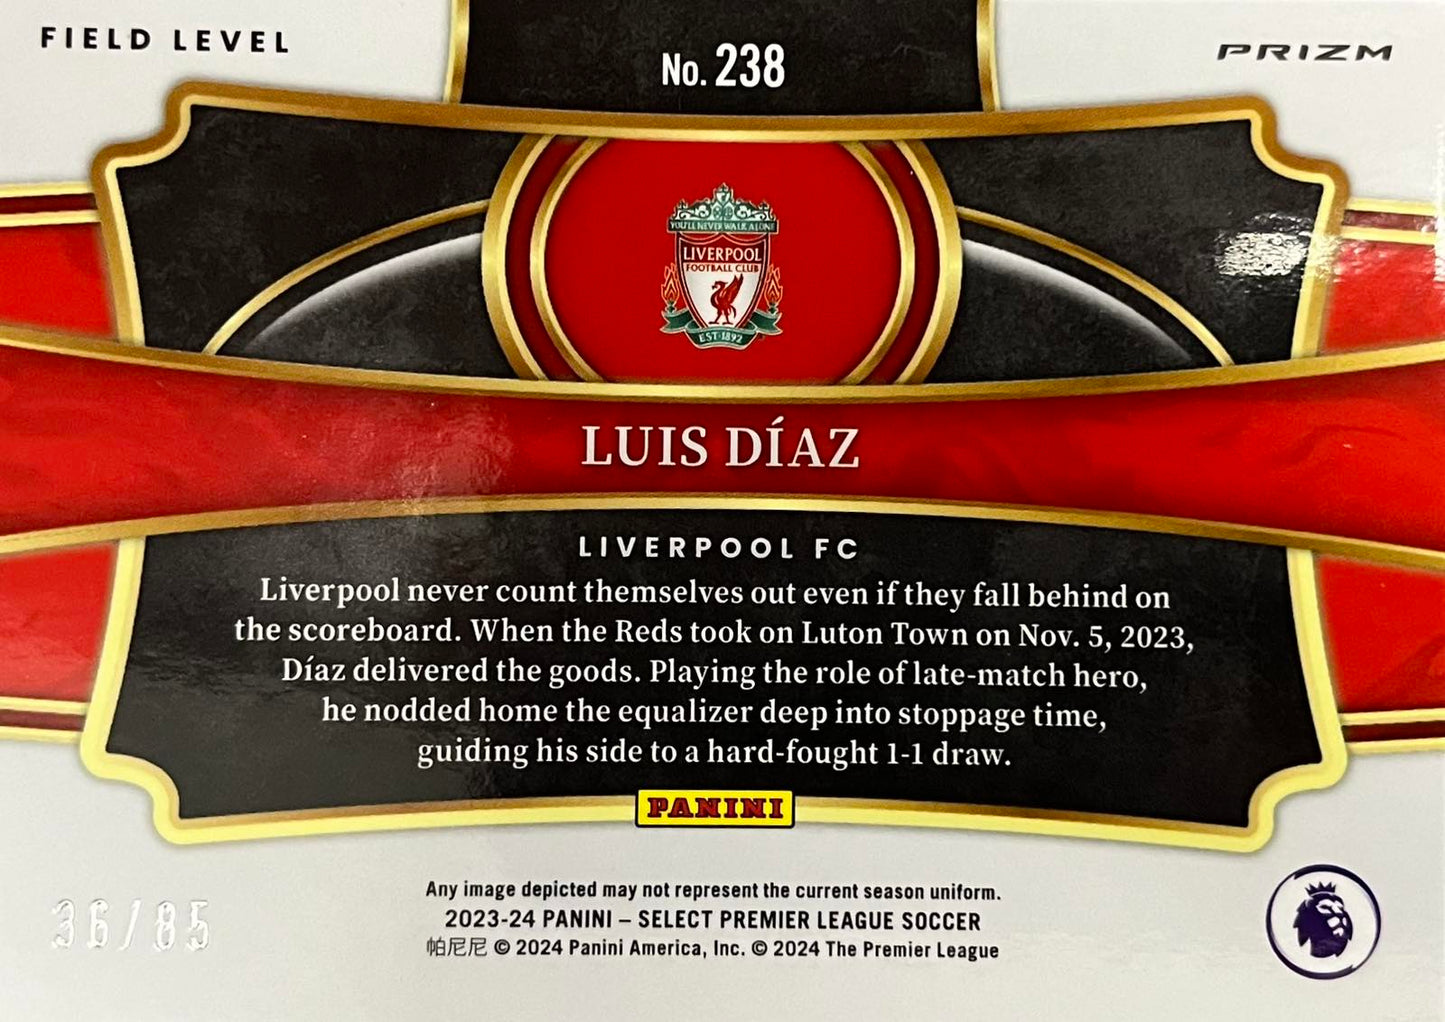 FIELD LEVEL
No. 238
PRIZM
YOU'LL NEVER WALK ALONE
LIVERPOOL
FOOTBALL CLUB
EST·1892
LUIS DÍAZ
LIVERPOOL FC
Liverpool never count themselves out even if they fall behind on
the scoreboard. When the Reds took on Luton Town on Nov. 5, 2023,
Díaz delivered the goods. Playing the role of late-match hero,
he nodded home the equalizer deep into stoppage time,
guiding his side to a hard-fought 1-1 draw.
PANINI
36/85
Any image depicted may not represent the current season uniform.
2023-24 PANINI – SELECT PREMIER LEAGUE SOCCER
帕尼尼 © 2024 Panini America, Inc. © 2024 The Premier League